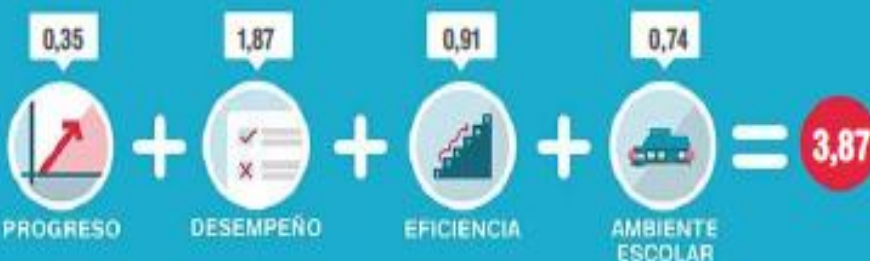 0,35
1,87
0,91
0,74
+ + + = 3,87
PROGRESO
DESEMPEÑO
EFICIENCIA
AMBIENTE
ESCOLAR